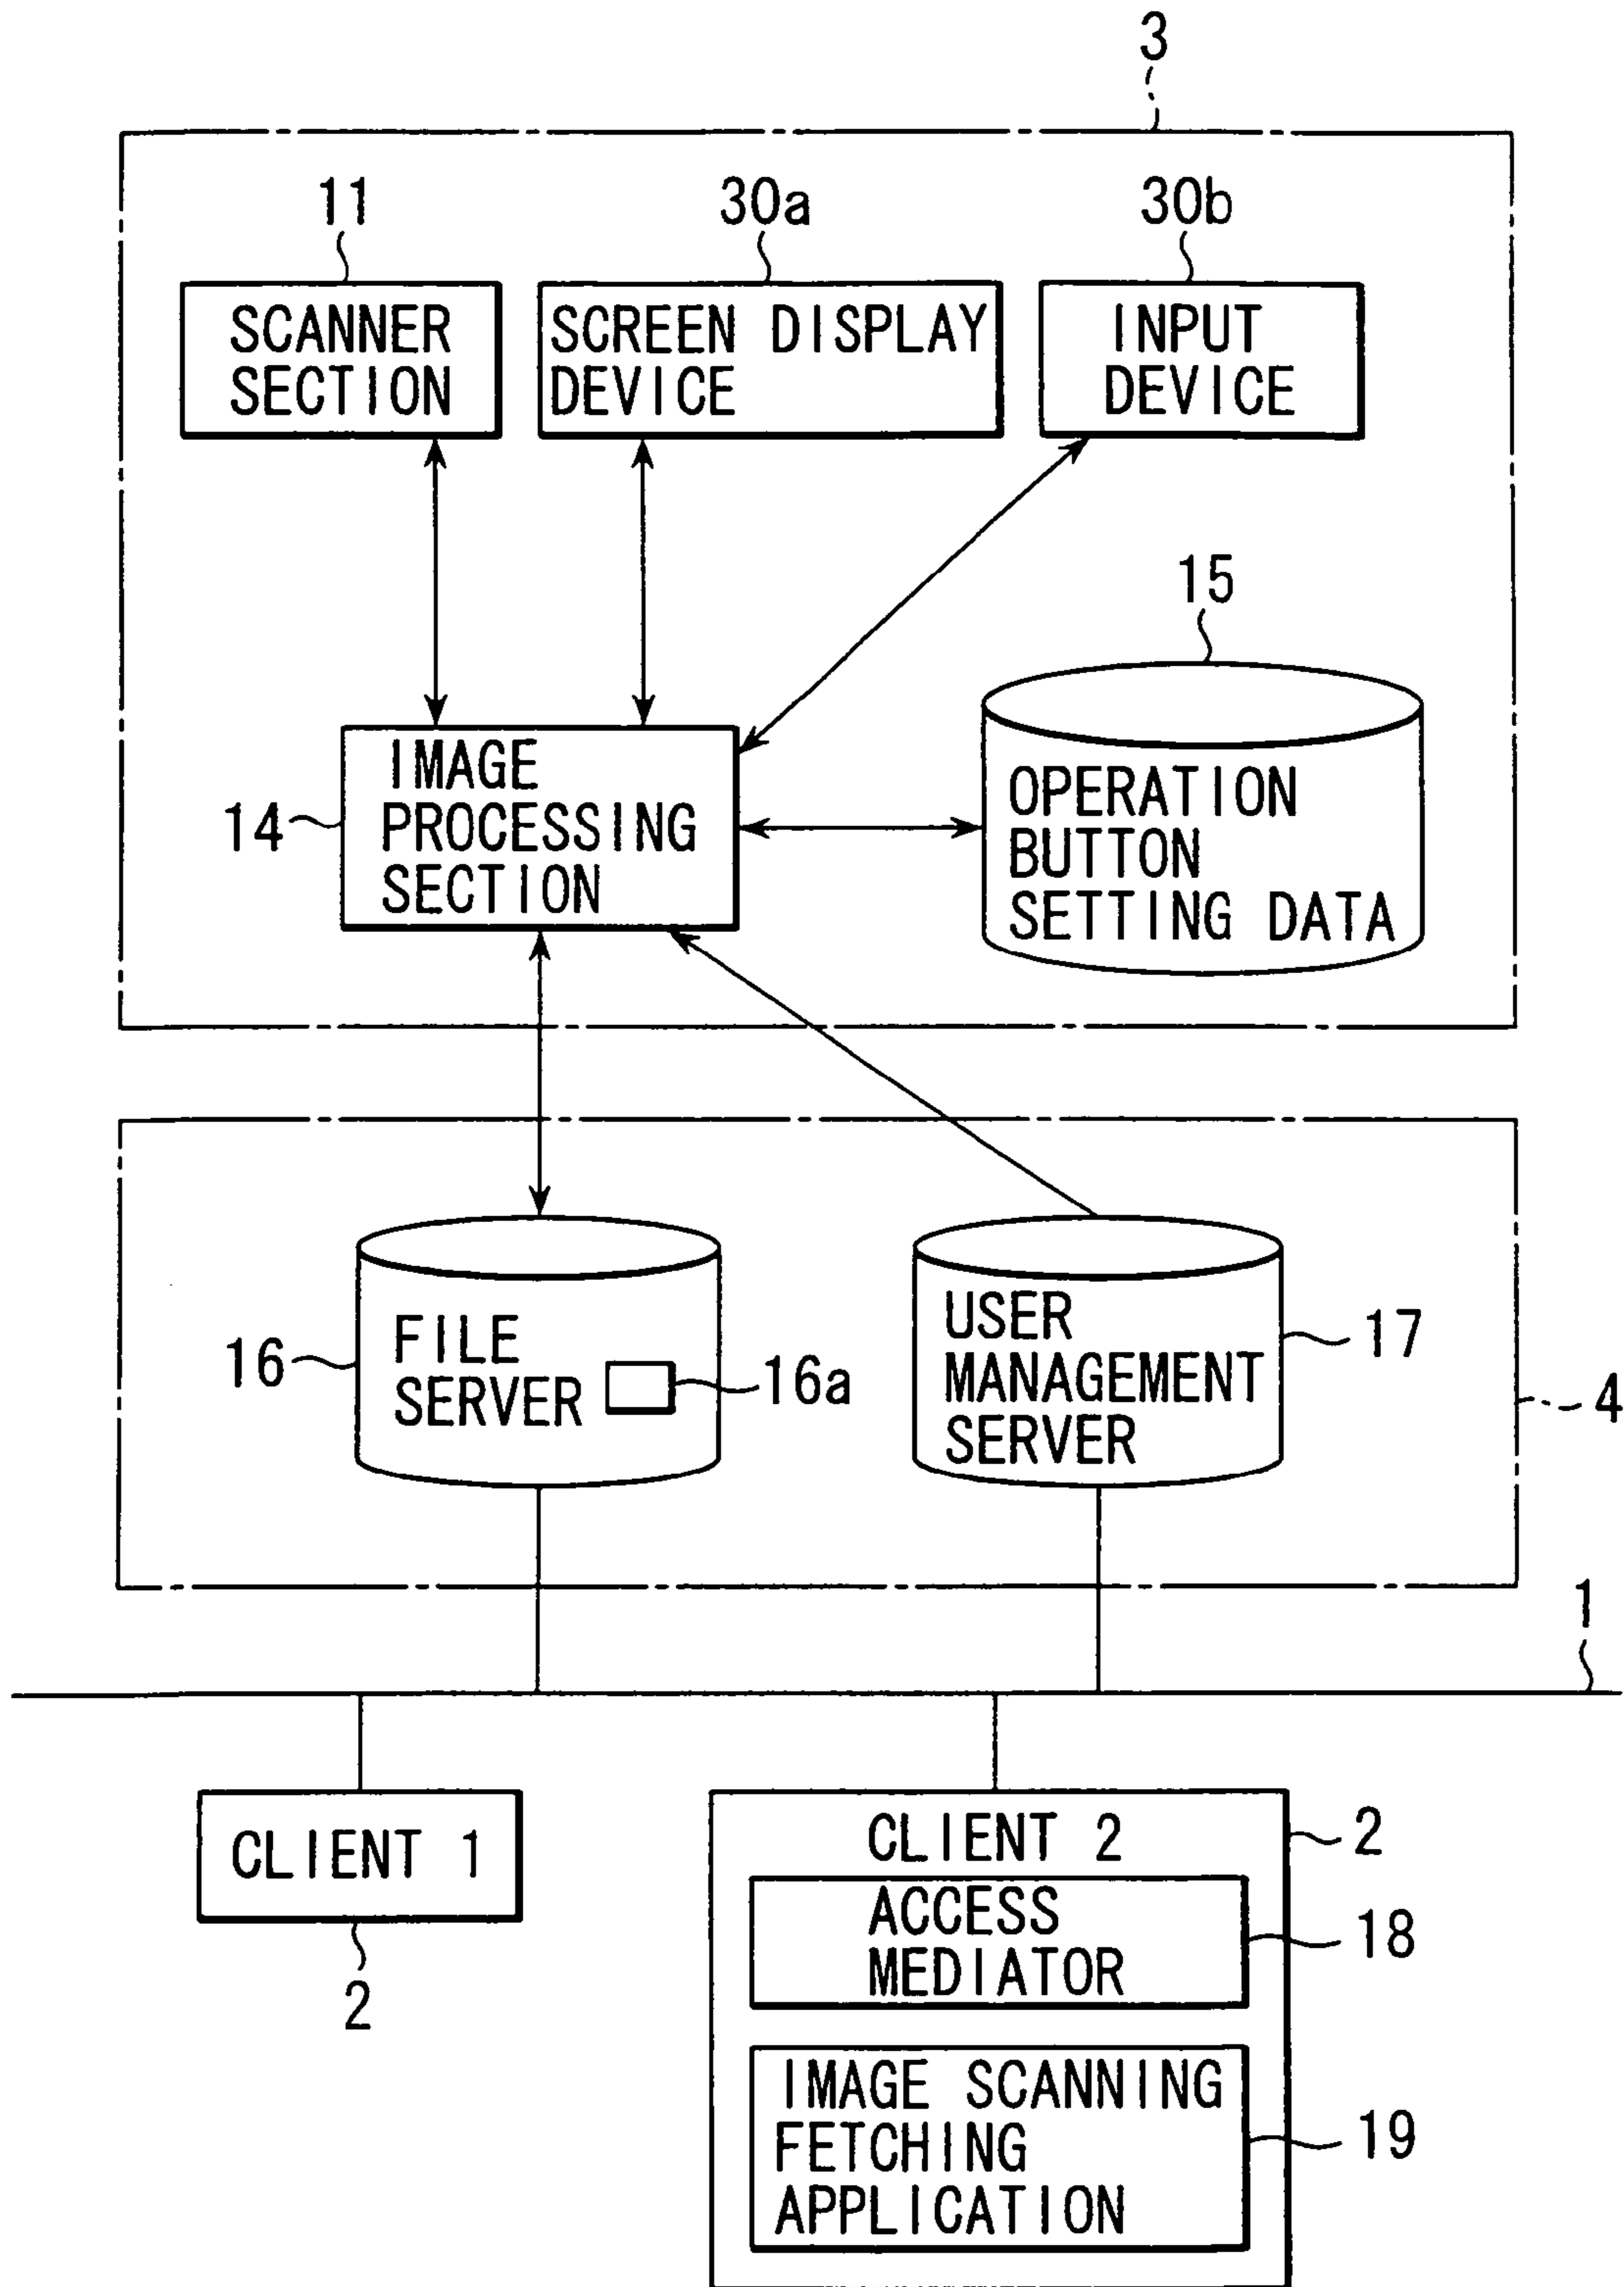 3
11
30a
30b
SCANNER
SECTION
SCREEN DISPLAY
DEVICE
INPUT
DEVICE
15
14
IMAGE
PROCESSING
SECTION
OPERATION
BUTTON
SETTING DATA
16
FILE
SERVER
16a
USER
MANAGEMENT
SERVER
17
4
1
CLIENT 1
2
CLIENT 2
2
ACCESS
MEDIATOR
18
IMAGE SCANNING
FETCHING
APPLICATION
19